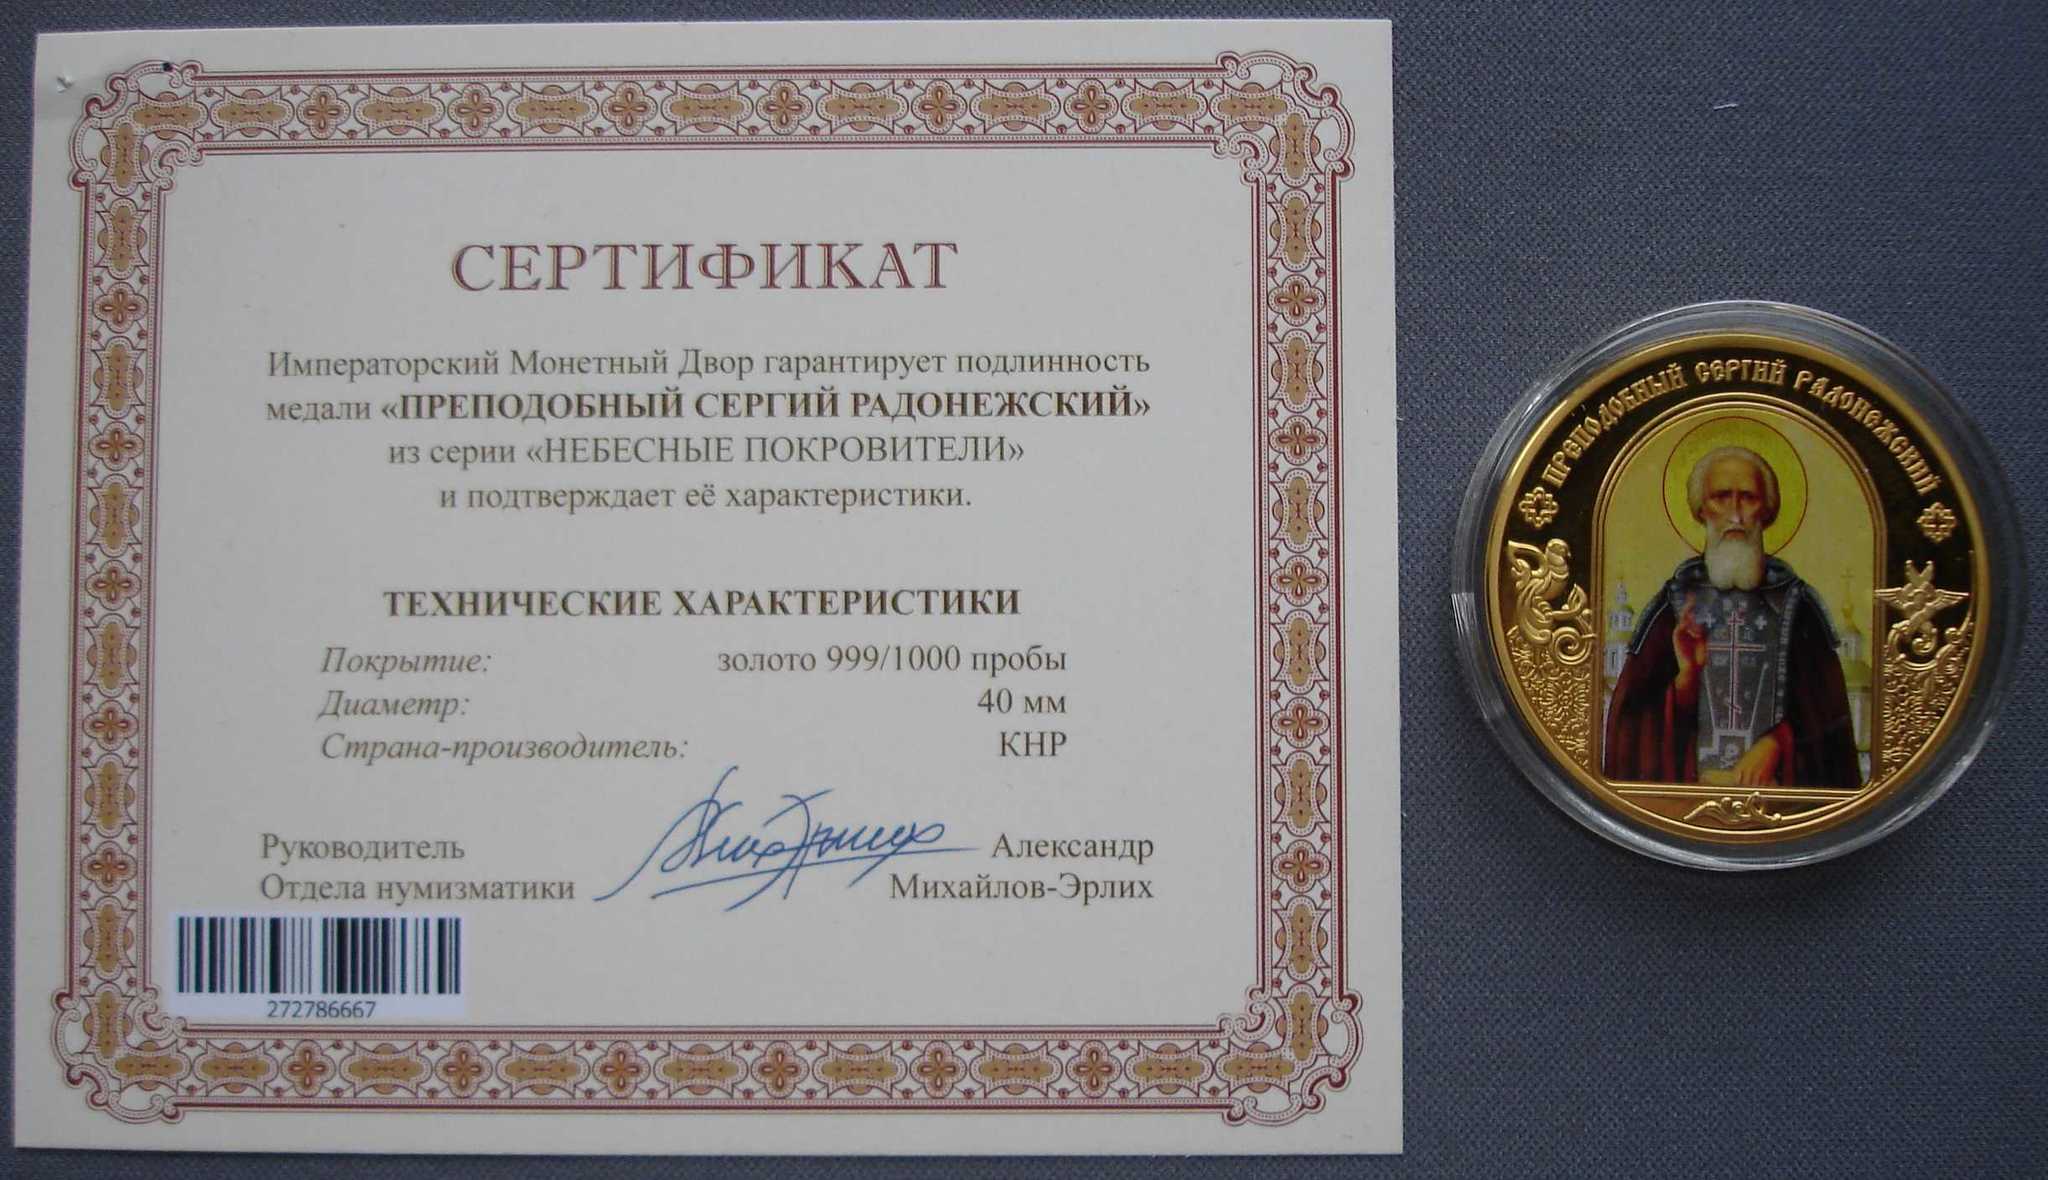 СЕРТИФИКАТ
Императорский Монетный Двор гарантирует подлинность
медали «ПРЕПОДОБНЫЙ СЕРГИЙ РАДОНЕЖСКИЙ»
из серии «НЕБЕСНЫЕ ПОКРОВИТЕЛИ»
и подтверждает её характеристики.
ТЕХНИЧЕСКИЕ ХАРАКТЕРИСТИКИ
Покрытие: золото 999/1000 пробы
Диаметр: 40 мм
Страна-производитель: КНР
Руководитель Александр
Отдела нумизматики Михайлов-Эрлих
272786667
ПРЕПОДОБНЫЙ СЕРГИЙ РАДОНЕЖСКИЙ